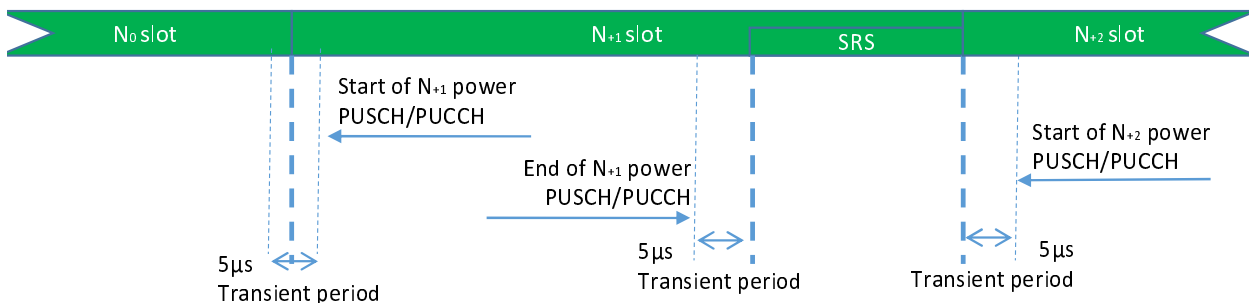 N₀ slot
N₊₁ slot
SRS
N₊₂ slot
Start of N₊₁ power
PUSCH/PUCCH
Start of N₊₂ power
PUSCH/PUCCH
End of N₊₁ power
PUSCH/PUCCH
5µs
Transient period
5µs
Transient period
5µs
Transient period